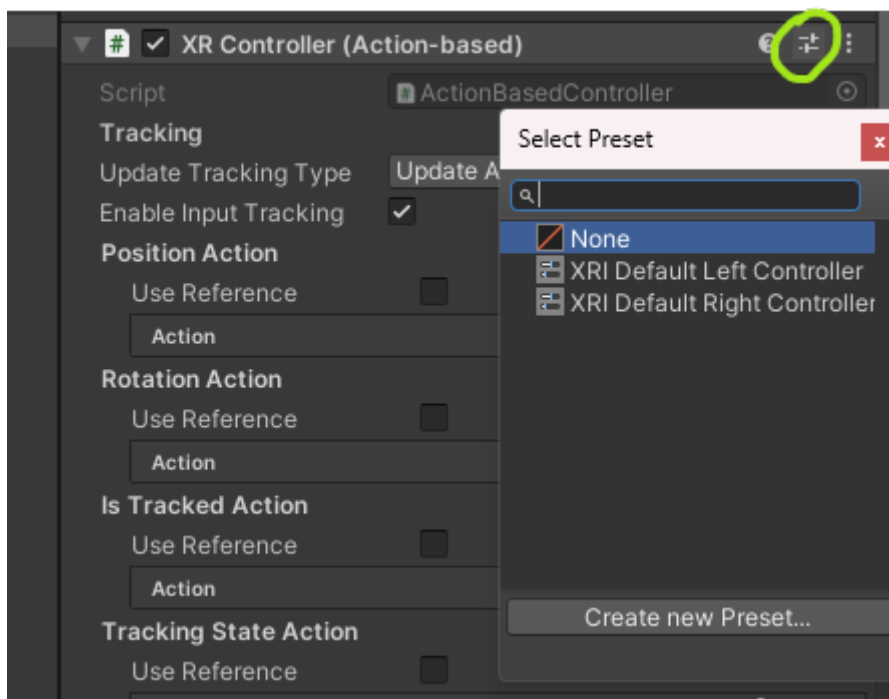 XR Controller (Action-based)
Script
ActionBasedController
Tracking
Update Tracking Type
Update A
Enable Input Tracking
Position Action
Use Reference
Action
Rotation Action
Use Reference
Action
Is Tracked Action
Use Reference
Action
Tracking State Action
Use Reference
Select Preset
x
None
XRI Default Left Controller
XRI Default Right Controller
Create new Preset...